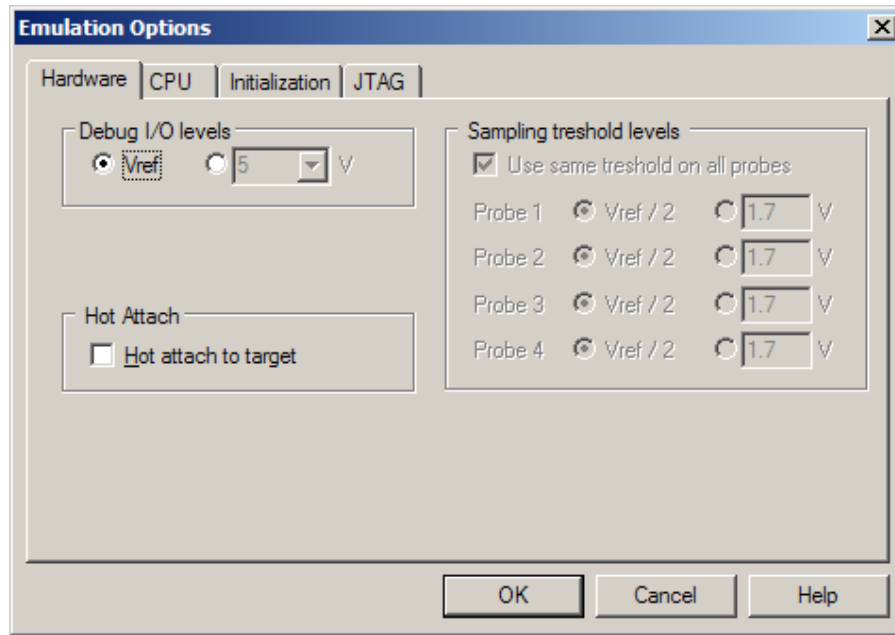 Emulation Options
Hardware CPU Initialization JTAG
Debug I/O levels
Vref 5 V
Hot Attach
Hot attach to target
Sampling treshold levels
Use same treshold on all probes
Probe 1 Vref / 2 1.7 V
Probe 2 Vref / 2 1.7 V
Probe 3 Vref / 2 1.7 V
Probe 4 Vref / 2 1.7 V
OK Cancel Help